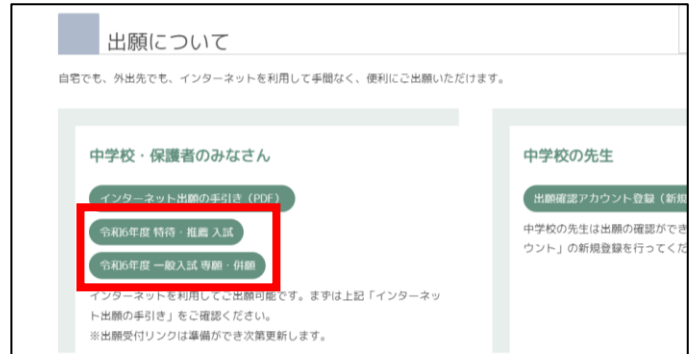 出願について
自宅でも、外出先でも、インターネットを利用して手間なく、便利にご出願いただけます。
中学校・保護者のみなさん
インターネット出願の手引き（PDF）
令和6年度 特待・推薦 入試
令和6年度 一般入試 専願・併願
インターネットを利用してご出願可能です。まずは上記「インターネッ
ト出願の手引き」をご確認ください。
※出願受付リンクは準備ができ次第更新します。
中学校の先生
出願確認アカウント登録（新規
中学校の先生は出願の確認ができ
ウント」の新規登録を行ってくだ